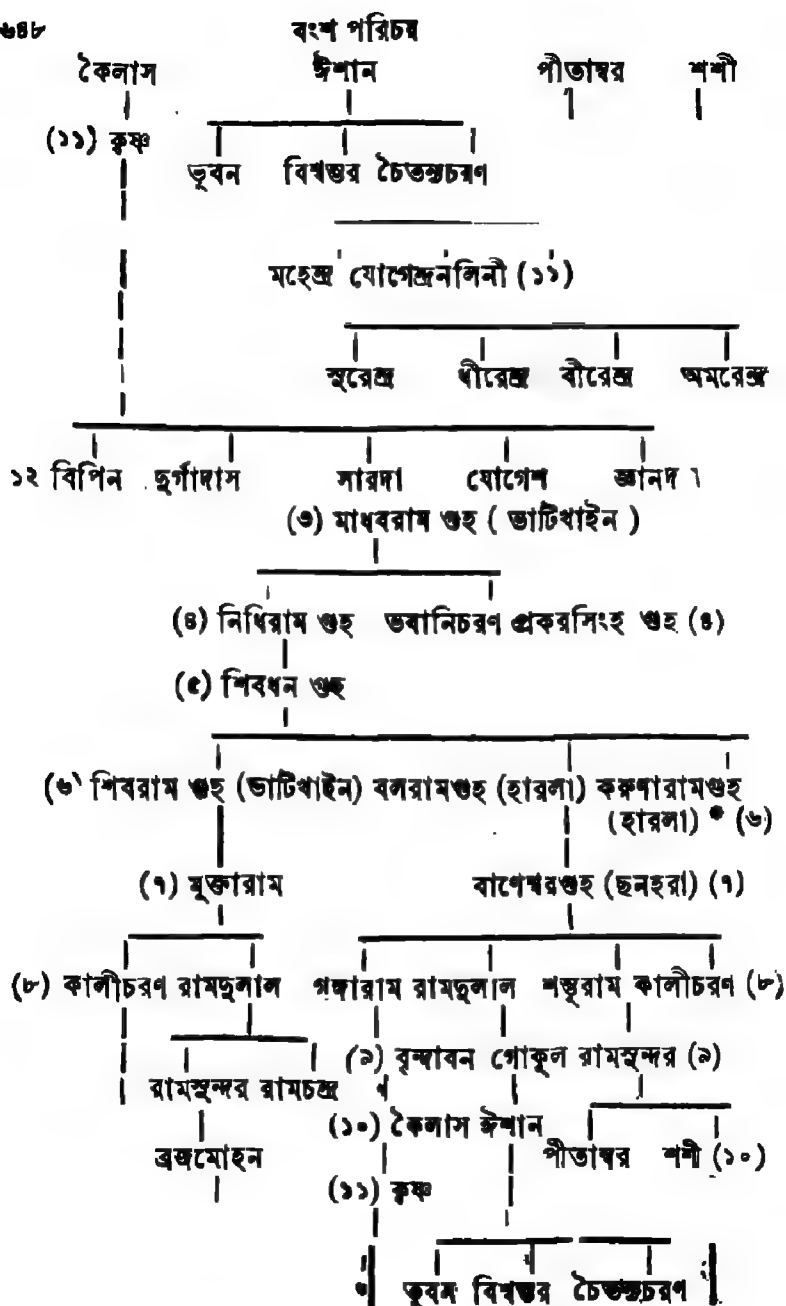 ৬৪৮ বংশ পরিচয়
কৈলাস ঈশান পীতাম্বর শশী
(১১) কৃষ্ণ
ভুবন বিশ্বম্ভর চৈতন্যচরণ
মহেন্দ্র যোগেন্দ্র নলিনী (১১)
সুরেন্দ্র ধীরেন্দ্র বীরেন্দ্র অমরেন্দ্র
১২ বিপিন দুর্গাদাস সারদা যোগেশ জ্ঞানদা
(৩) মাধবরাম গুহ ( ভাটিখাইন )
(৪) নিধিরাম গুহ ভবানিচরণ প্রকরসিংহ গুহ (৪)
(৫) শিবধন গুহ
(৬) শিবরাম গুহ (ভাটিখাইন) বলরামগুহ (হারলা) করুণারামগুহ
(হারলা) * (৬)
(৭) মুক্তারাম বাণেশ্বরগুহ (ছনহরা) (৭)
(৮) কালীচরণ রামদুলাল গঙ্গারাম রামদুলাল শম্ভুরাম কালীচরণ (৮)
(৯) বৃন্দাবন গোকুল রামসুন্দর (৯)
রামসুন্দর রামচন্দ্র
(১০) কৈলাস ঈশান
ব্রজমোহন পীতাম্বর শশী (১০)
(১১) কৃষ্ণ
ভুবন বিশ্বম্ভর চৈতন্যচরণ